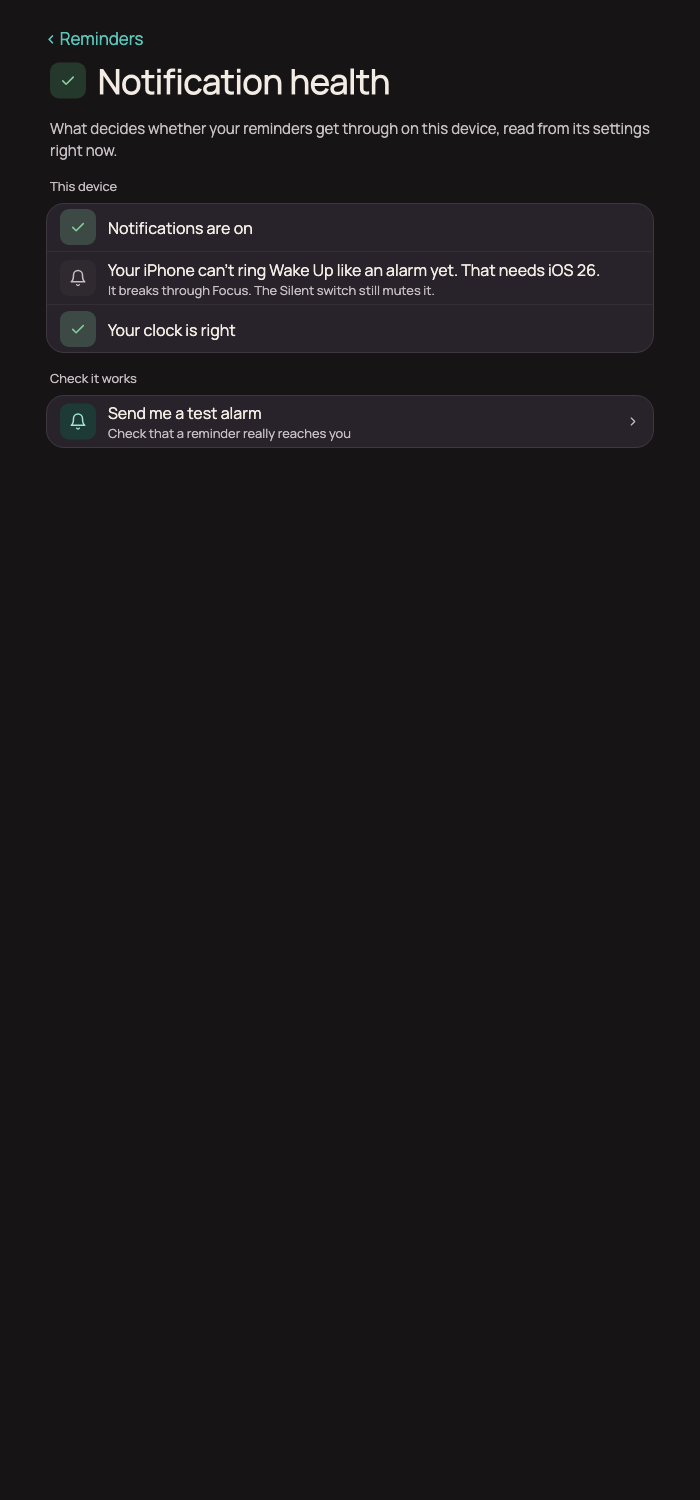 Reminders
Notification health
What decides whether your reminders get through on this device, read from its settings
right now.
This device
Notifications are on
Your iPhone can't ring Wake Up like an alarm yet. That needs iOS 26.
It breaks through Focus. The Silent switch still mutes it.
Your clock is right
Check it works
Send me a test alarm
Check that a reminder really reaches you